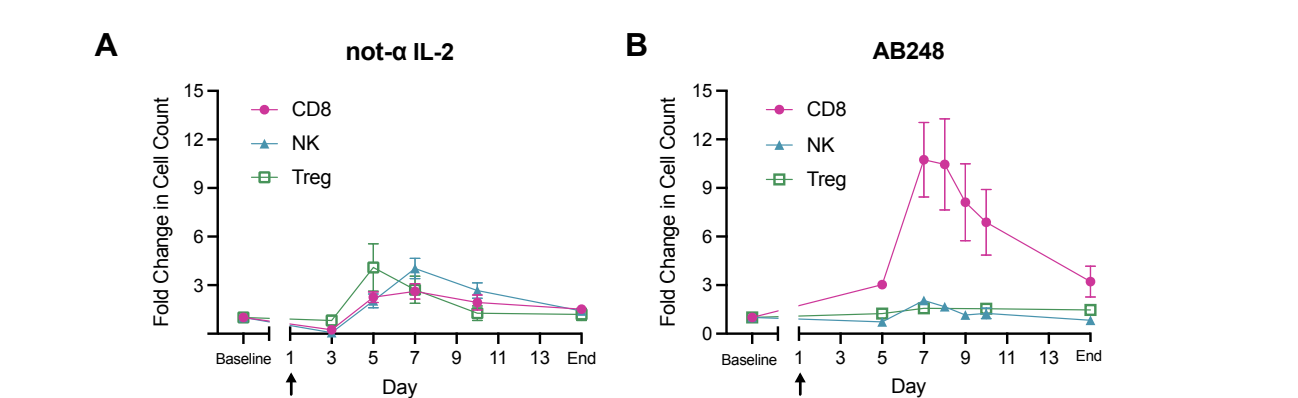 A
not-α IL-2
Fold Change in Cell Count
15
12
9
6
3
CD8
NK
Treg
Baseline
1
3
5
7
9
11
13
End
Day
B
AB248
Fold Change in Cell Count
15
12
9
6
3
0
CD8
NK
Treg
Baseline
1
3
5
7
9
11
13
End
Day